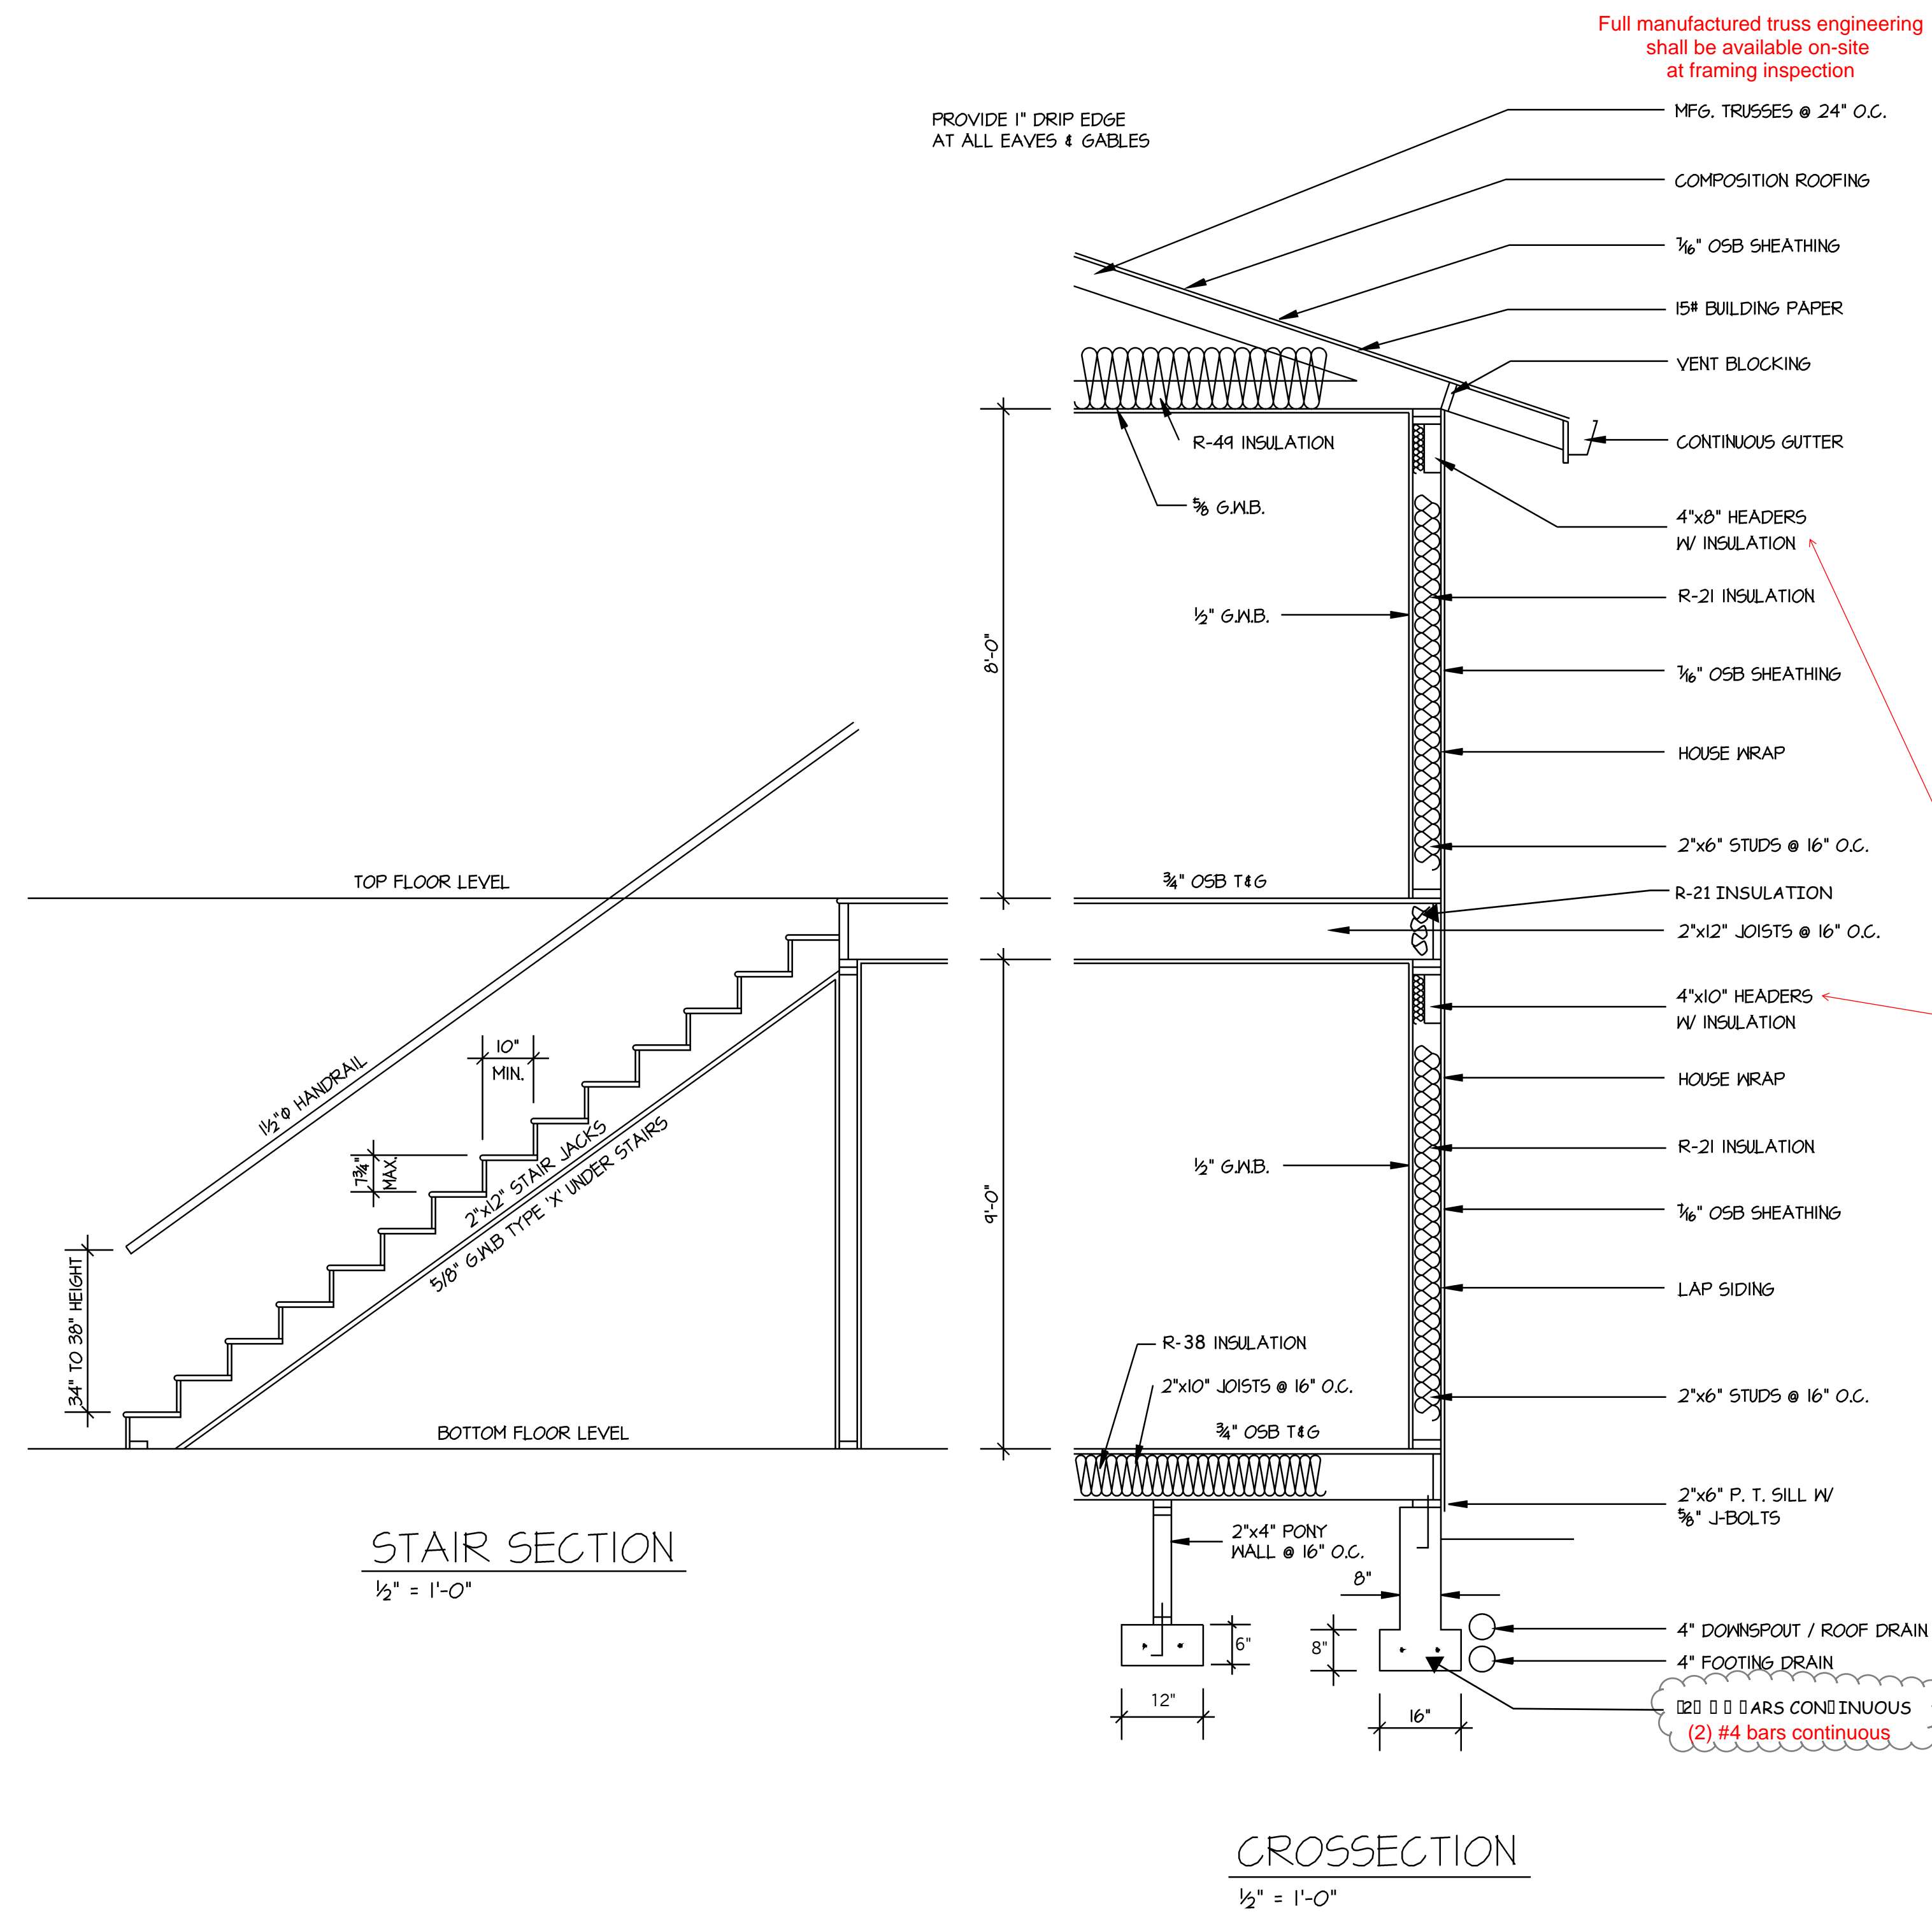 Full manufactured truss engineering
shall be available on-site
at framing inspection
PROVIDE 1" DRIP EDGE
AT ALL EAVES & GABLES
MFG. TRUSSES @ 24" O.C.
COMPOSITION ROOFING
7/16" OSB SHEATHING
15# BUILDING PAPER
VENT BLOCKING
CONTINUOUS GUTTER
R-49 INSULATION
5/8 G.W.B.
4"x8" HEADERS
W/ INSULATION
R-21 INSULATION
1/2" G.W.B.
8'-0"
7/16" OSB SHEATHING
HOUSE WRAP
2"x6" STUDS @ 16" O.C.
TOP FLOOR LEVEL
3/4" OSB T&G
R-21 INSULATION
2"x12" JOISTS @ 16" O.C.
4"x10" HEADERS
W/ INSULATION
HOUSE WRAP
R-21 INSULATION
1/2" G.W.B.
9'-0"
7/16" OSB SHEATHING
LAP SIDING
2"x6" STUDS @ 16" O.C.
10"
MIN.
1 1/2"Φ HANDRAIL
7 3/4"
MAX.
2"x12" STAIR JACKS
5/8" G.W.B TYPE 'X' UNDER STAIRS
34" TO 38" HEIGHT
BOTTOM FLOOR LEVEL
R-38 INSULATION
2"x10" JOISTS @ 16" O.C.
3/4" OSB T&G
2"x6" P. T. SILL W/
5/8" J-BOLTS
2"x4" PONY
WALL @ 16" O.C.
8"
6"
8"
12"
16"
4" DOWNSPOUT / ROOF DRAIN
4" FOOTING DRAIN
▯2▯ ▯ ▯ ▯ARS CON▯INUOUS
(2) #4 bars continuous
STAIR SECTION
1/2" = 1'-0"
CROSSECTION
1/2" = 1'-0"